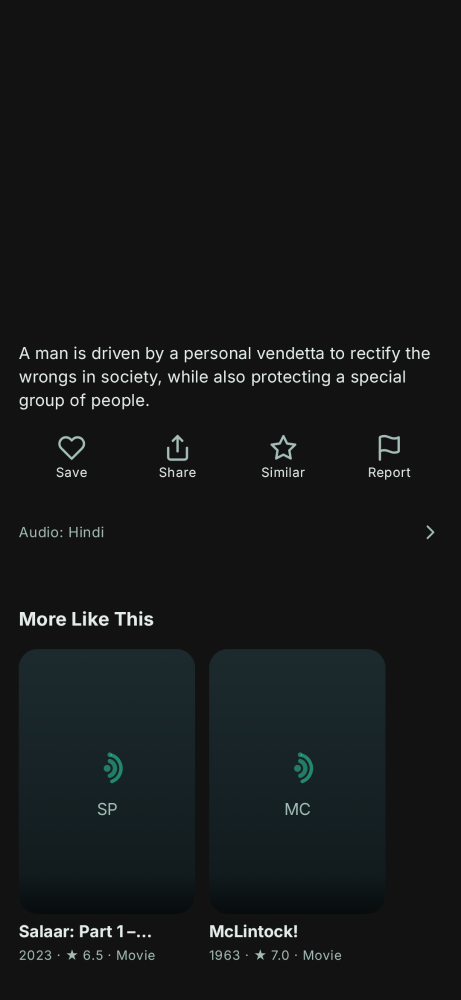 A man is driven by a personal vendetta to rectify the
wrongs in society, while also protecting a special
group of people.
Save
Share
Similar
Report
Audio: Hindi
More Like This
SP
MC
Salaar: Part 1 –...
McLintock!
2023 · ★ 6.5 · Movie
1963 · ★ 7.0 · Movie